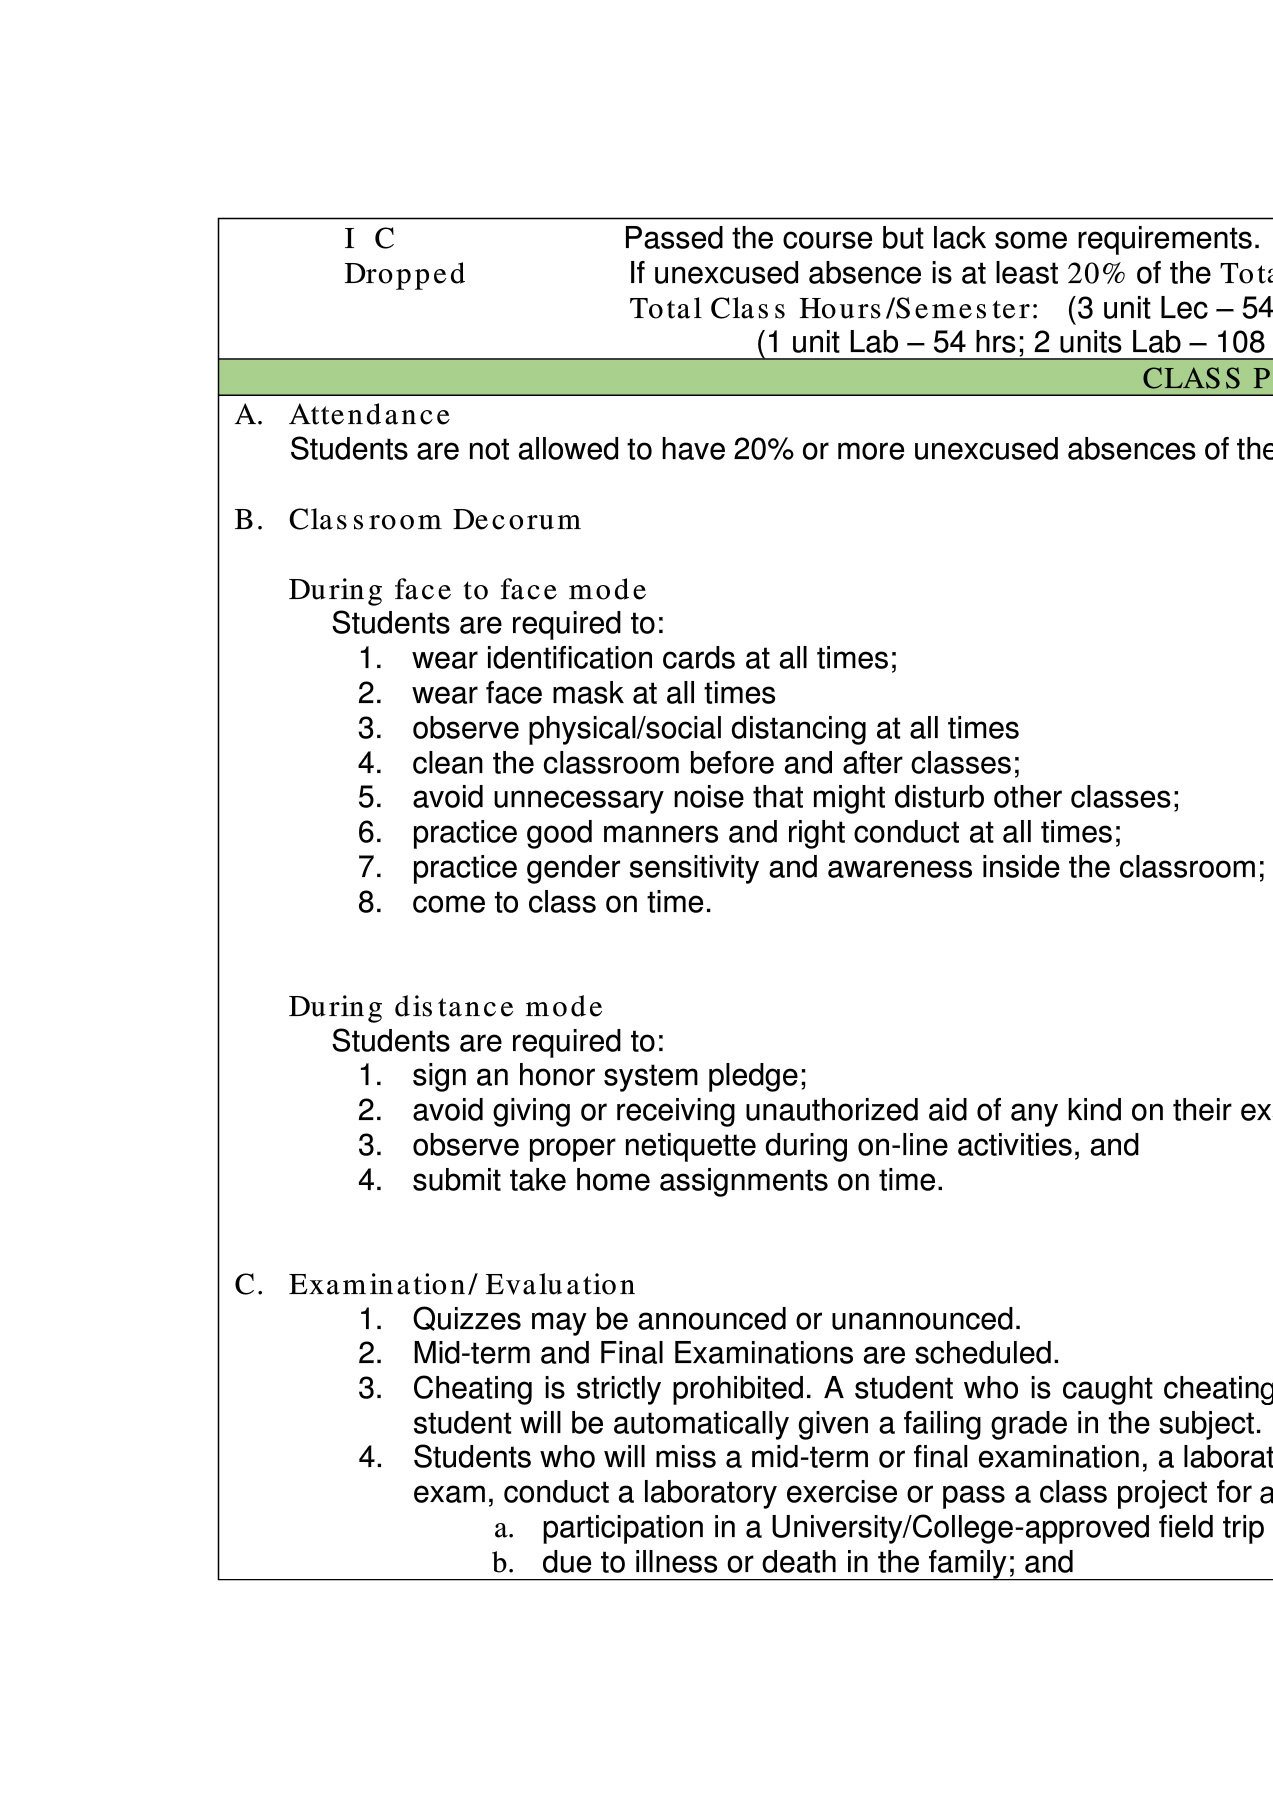 I C Passed the course but lack some requirements.
Dropped If unexcused absence is at least 20% of the Tota
Total Class Hours/Semester: (3 unit Lec – 54
(1 unit Lab – 54 hrs; 2 units Lab – 108
CLASS P
A. Attendance
Students are not allowed to have 20% or more unexcused absences of the
B. Classroom Decorum
During face to face mode
Students are required to:
1. wear identification cards at all times;
2. wear face mask at all times
3. observe physical/social distancing at all times
4. clean the classroom before and after classes;
5. avoid unnecessary noise that might disturb other classes;
6. practice good manners and right conduct at all times;
7. practice gender sensitivity and awareness inside the classroom;
8. come to class on time.
During distance mode
Students are required to:
1. sign an honor system pledge;
2. avoid giving or receiving unauthorized aid of any kind on their ex
3. observe proper netiquette during on-line activities, and
4. submit take home assignments on time.
C. Examination/ Evaluation
1. Quizzes may be announced or unannounced.
2. Mid-term and Final Examinations are scheduled.
3. Cheating is strictly prohibited. A student who is caught cheating
student will be automatically given a failing grade in the subject.
4. Students who will miss a mid-term or final examination, a laborat
exam, conduct a laboratory exercise or pass a class project for a
a. participation in a University/College-approved field trip
b. due to illness or death in the family; and